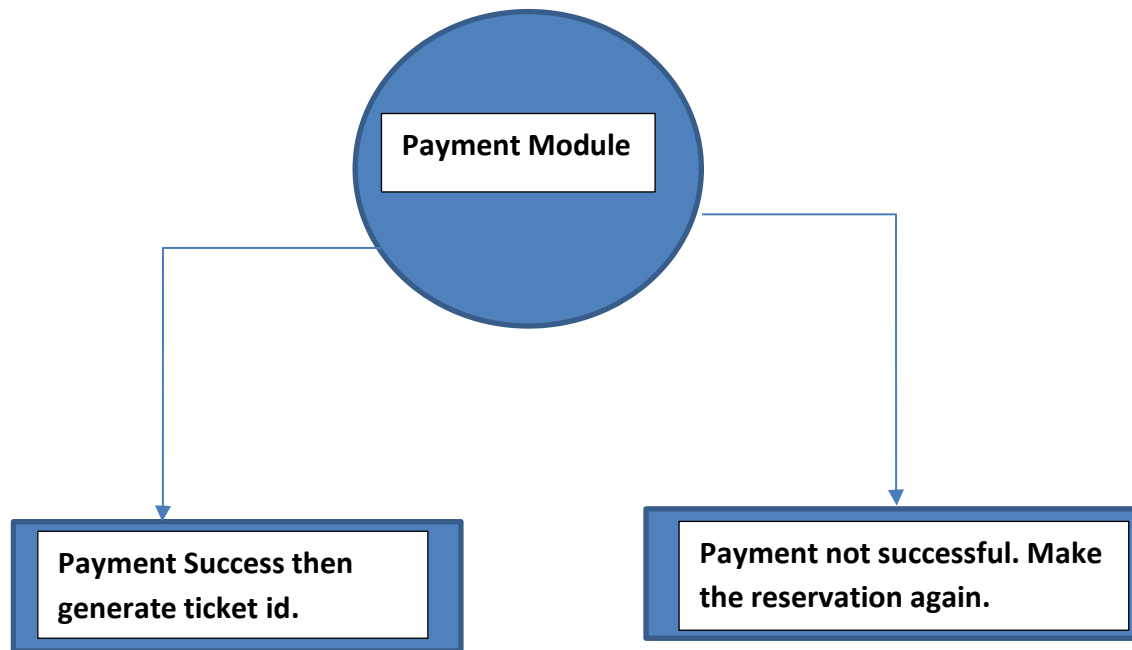 Payment Module
Payment Success then
generate ticket id.
Payment not successful. Make
the reservation again.